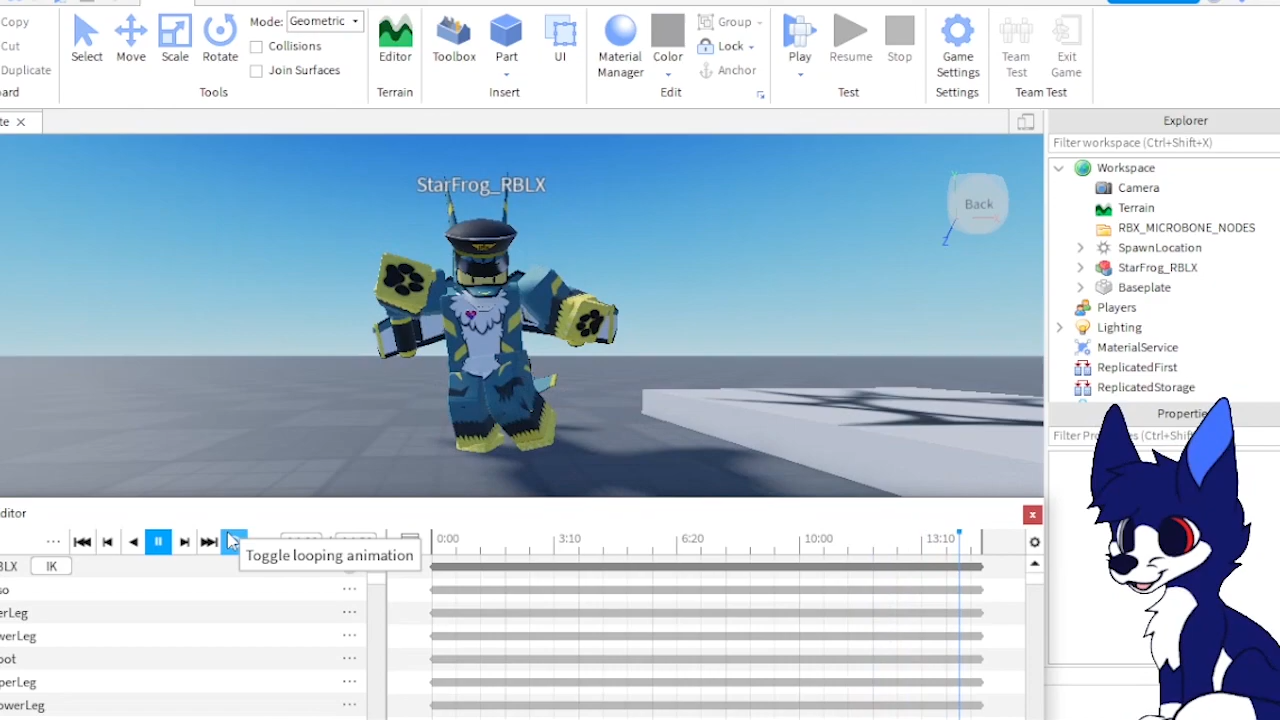 Copy
Cut
Duplicate
ard
Select
Move
Scale
Rotate
Mode: Geometric
Collisions
Join Surfaces
Tools
Editor
Terrain
Toolbox
Part
UI
Insert
Material Manager
Color
Group
Lock
Anchor
Edit
Play
Resume
Stop
Test
Game Settings
Settings
Team Test
Exit Game
Team Test
te
Explorer
Filter workspace (Ctrl+Shift+X)
Workspace
Camera
Terrain
RBX_MICROBONE_NODES
SpawnLocation
StarFrog_RBLX
Baseplate
Players
Lighting
MaterialService
ReplicatedFirst
ReplicatedStorage
StarFrog_RBLX
Back
Z
Properties
ditor
Toggle looping animation
0:00 3:10 6:20 10:00 13:10
BLX IK
so
erLeg
werLeg
oot
perLeg
owerLeg